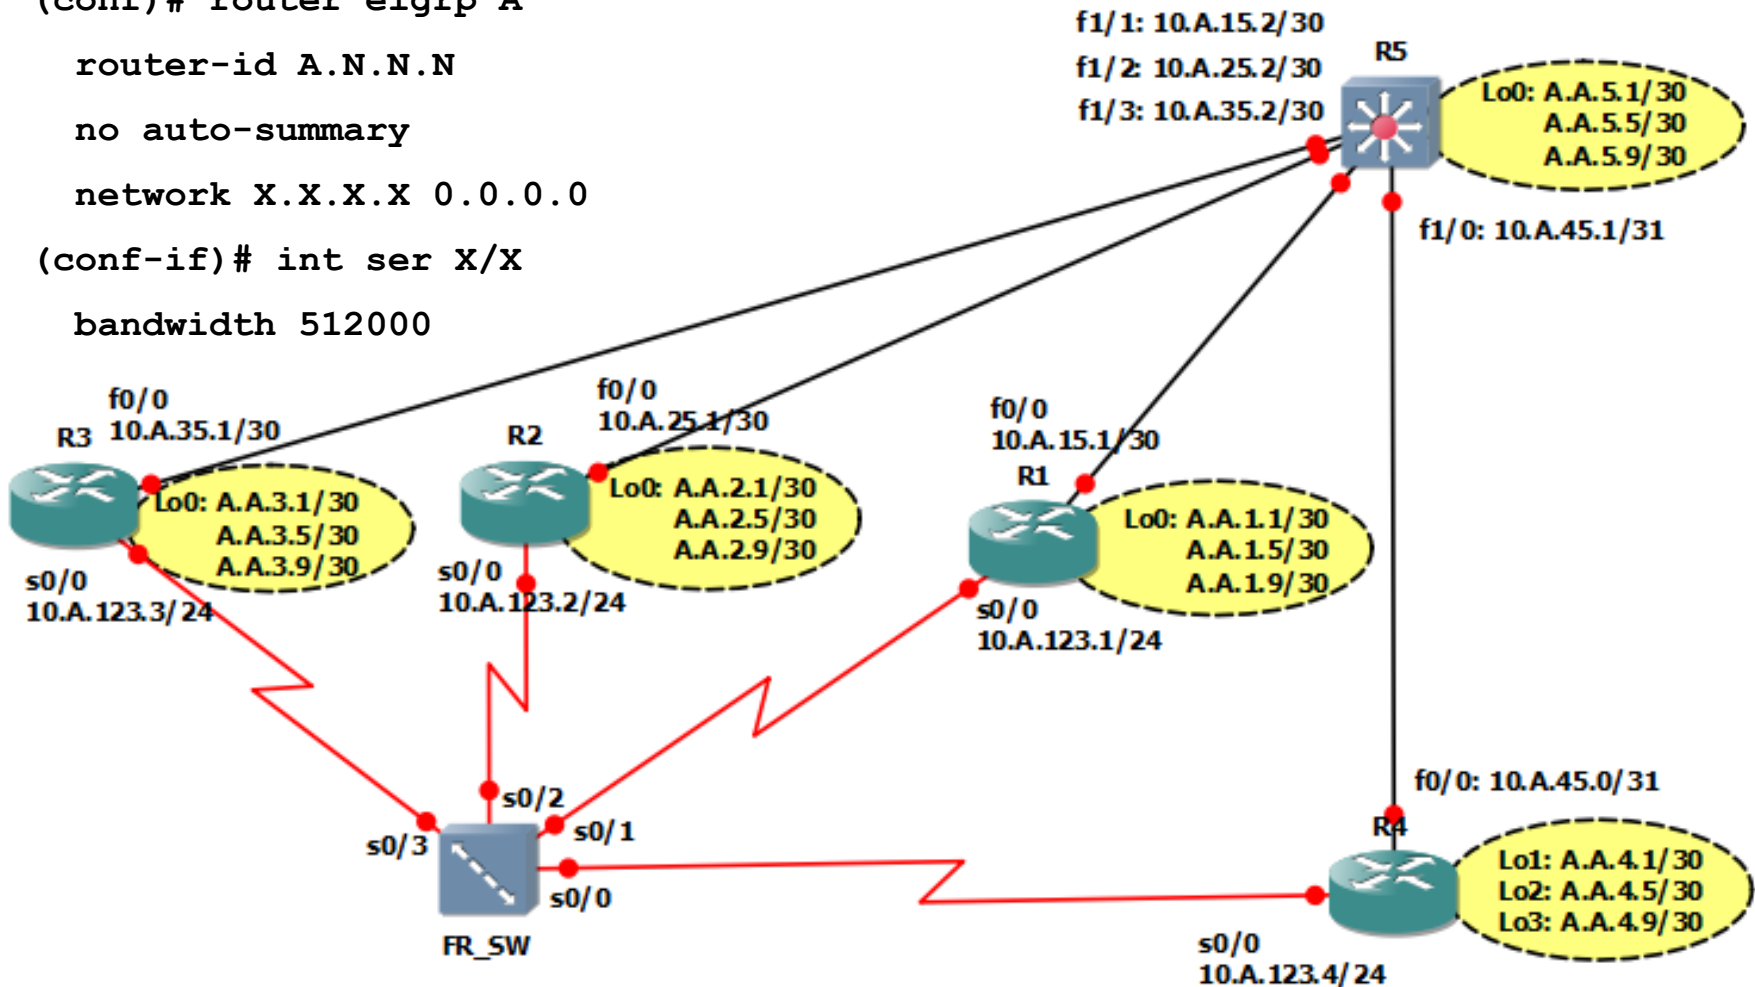 (conf)# router eigrp A
router-id A.N.N.N
no auto-summary
network X.X.X.X 0.0.0.0
(conf-if)# int ser X/X
bandwidth 512000
f1/1: 10.A.15.2/30
f1/2: 10.A.25.2/30
f1/3: 10.A.35.2/30
R5
Lo0: A.A.5.1/30
A.A.5.5/30
A.A.5.9/30
f1/0: 10.A.45.1/31
f0/0
10.A.35.1/30
R3
Lo0: A.A.3.1/30
A.A.3.5/30
A.A.3.9/30
s0/0
10.A.123.3/24
f0/0
10.A.25.1/30
R2
Lo0: A.A.2.1/30
A.A.2.5/30
A.A.2.9/30
s0/0
10.A.123.2/24
f0/0
10.A.15.1/30
R1
Lo0: A.A.1.1/30
A.A.1.5/30
A.A.1.9/30
s0/0
10.A.123.1/24
s0/2
s0/1
s0/3
s0/0
FR_SW
f0/0: 10.A.45.0/31
R4
Lo1: A.A.4.1/30
Lo2: A.A.4.5/30
Lo3: A.A.4.9/30
s0/0
10.A.123.4/24